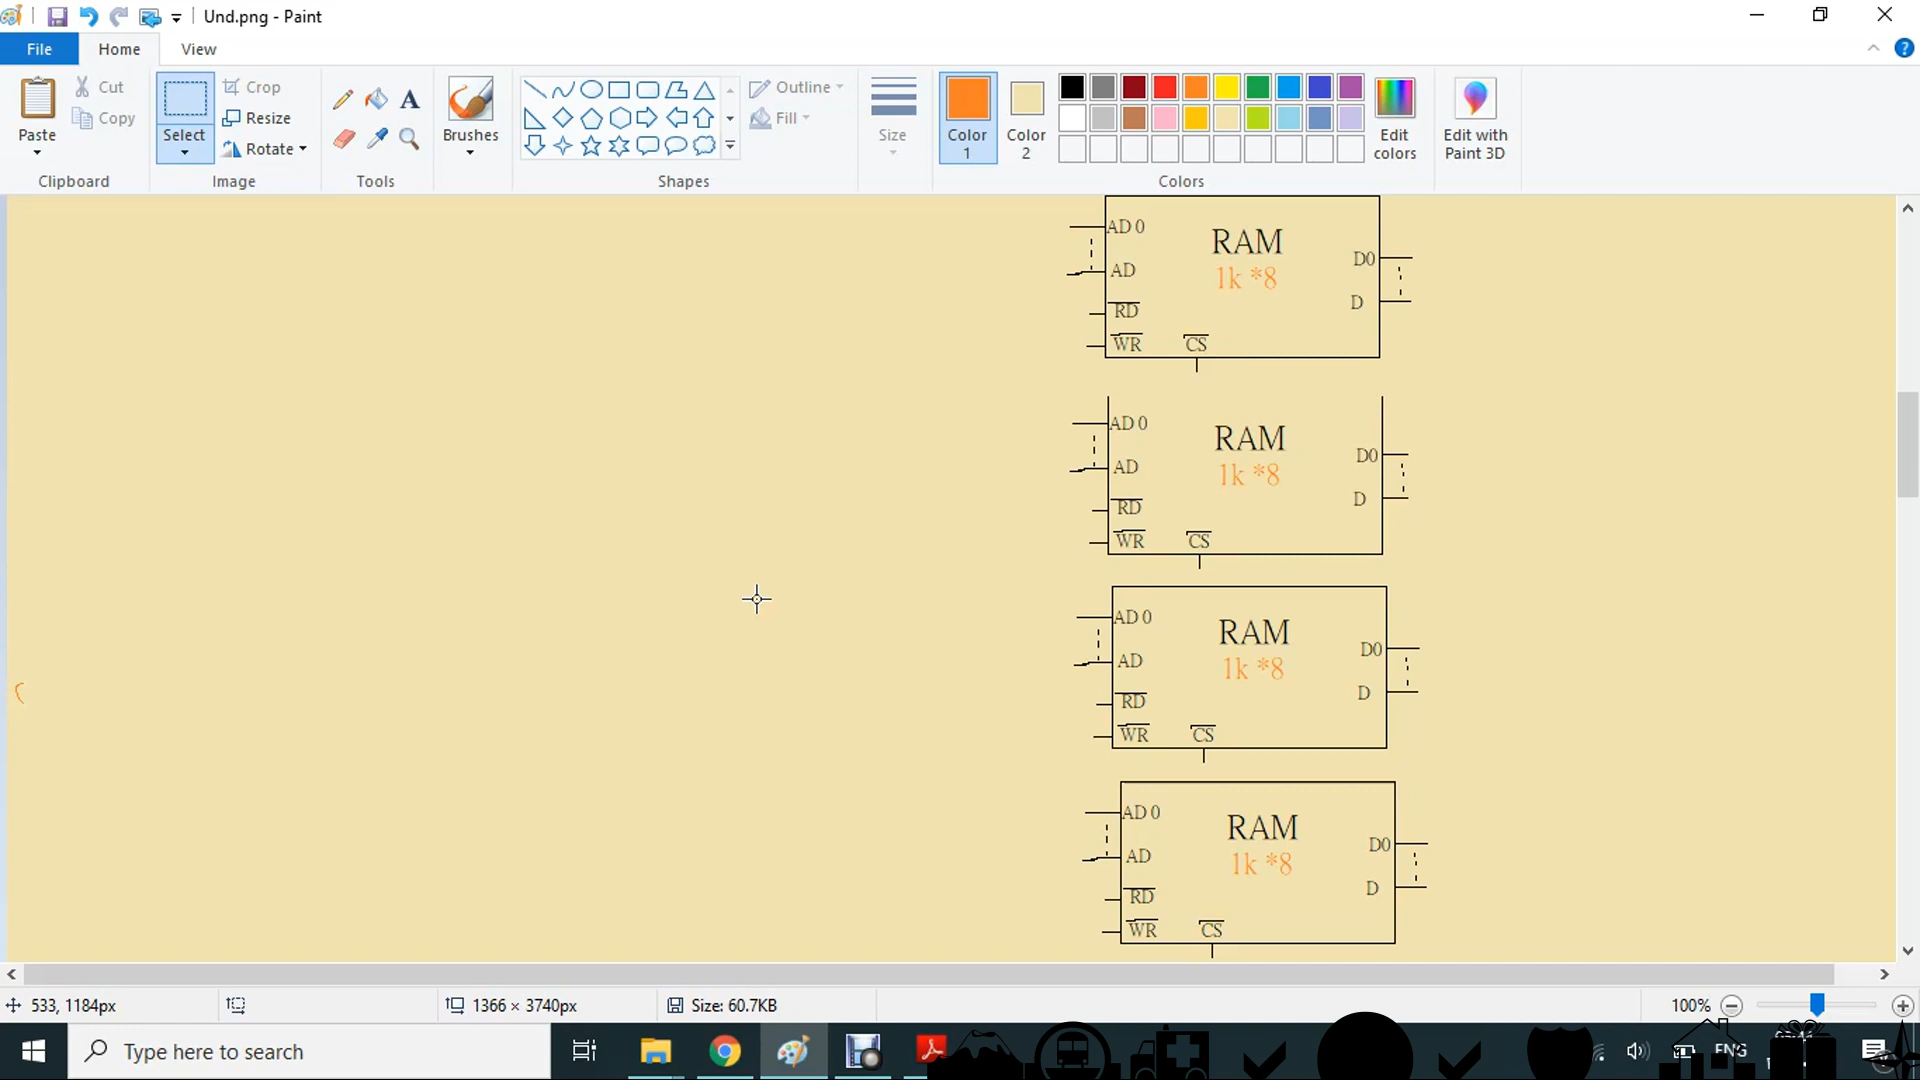 Und.png - Paint
File Home View
Paste
Cut
Copy
Clipboard
Select
Crop
Resize
Rotate
Image
Tools
Brushes
Shapes
Outline
Fill
Size
Color 1
Color 2
Colors
Edit colors
Edit with Paint 3D
AD 0
RAM
D0
1k *8
AD
D
RD
WR
CS
AD 0
RAM
D0
1k *8
AD
D
RD
WR
CS
AD 0
RAM
D0
1k *8
AD
D
RD
WR
CS
AD 0
RAM
D0
1k *8
AD
D
RD
WR
CS
533, 1184px
1366 × 3740px
Size: 60.7KB
100%
Type here to search
ENG